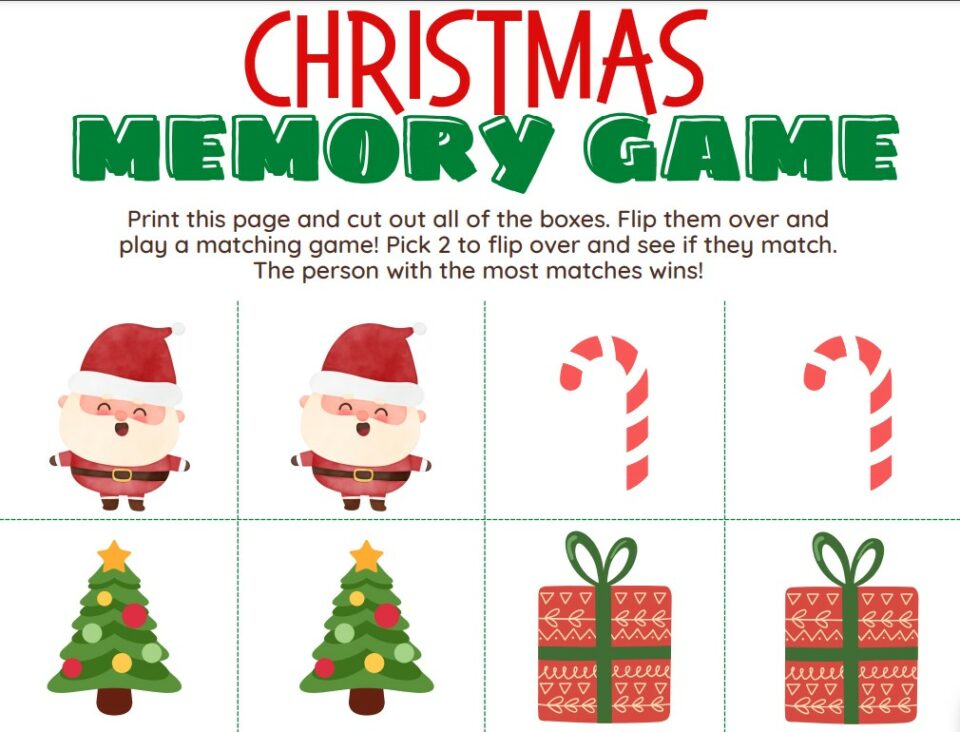 CHRISTMAS
MEMORY GAME
Print this page and cut out all of the boxes. Flip them over and
play a matching game! Pick 2 to flip over and see if they match.
The person with the most matches wins!